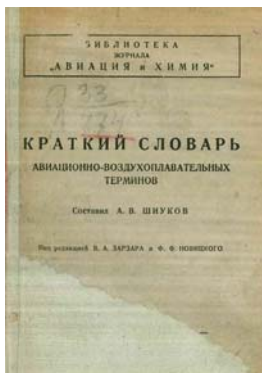 БИБЛИОТЕКА
ЖУРНАЛА
„АВИАЦИЯ и ХИМИЯ"
КРАТКИЙ СЛОВАРЬ
АВИАЦИОННО-ВОЗДУХОПЛАВАТЕЛЬНЫХ
ТЕРМИНОВ
Составил А. В. ШИУКОВ
Под редакцией В. А. ЗАРЗАРА и Ф. Ф. НОВИЦКОГО